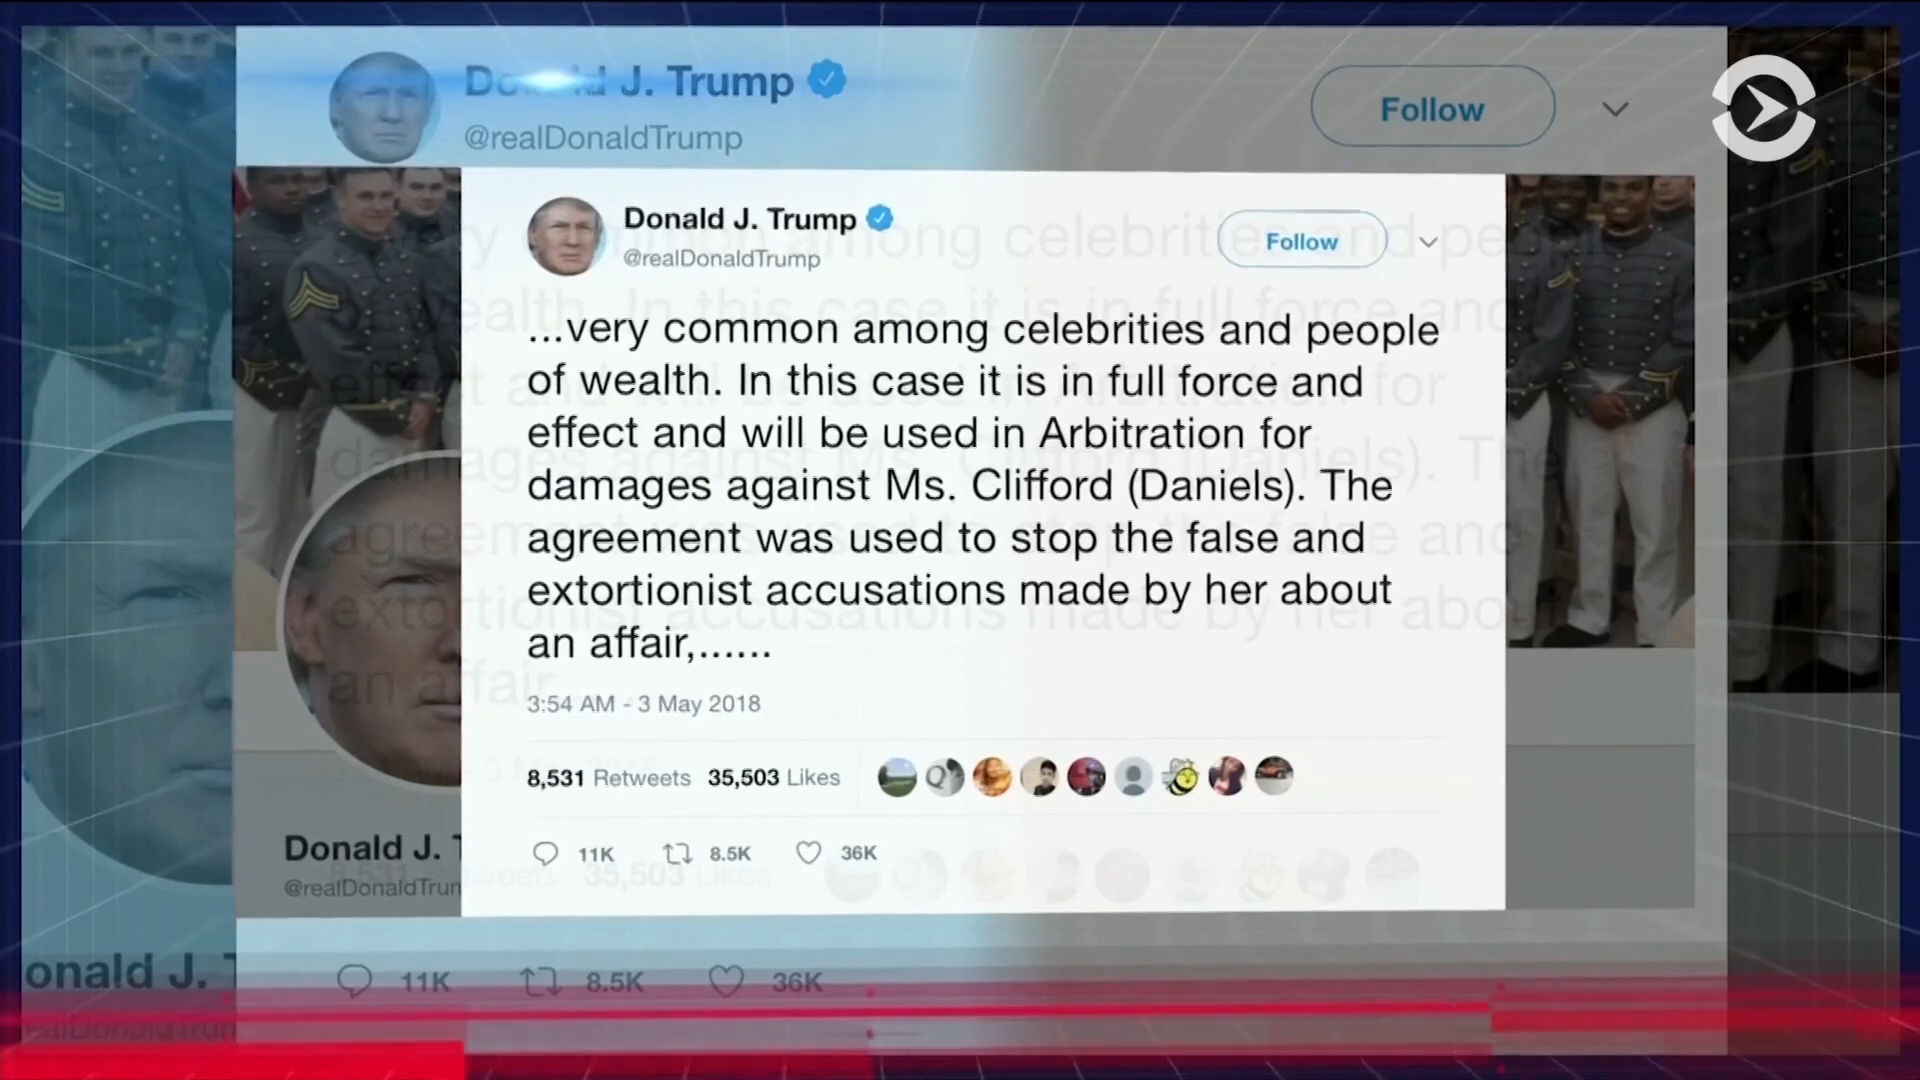 Donald J. Trump
@realDonaldTrump
Follow
Donald J. Trump
@realDonaldTrump
Follow
...very common among celebrities and people
of wealth. In this case it is in full force and
effect and will be used in Arbitration for
damages against Ms. Clifford (Daniels). The
agreement was used to stop the false and
extortionist accusations made by her about
an affair,......
3:54 AM - 3 May 2018
8,531 Retweets 35,503 Likes
11K 8.5K 36K
Donald J.
@realDonaldTrum
onald J.
11K 8.5K 36K